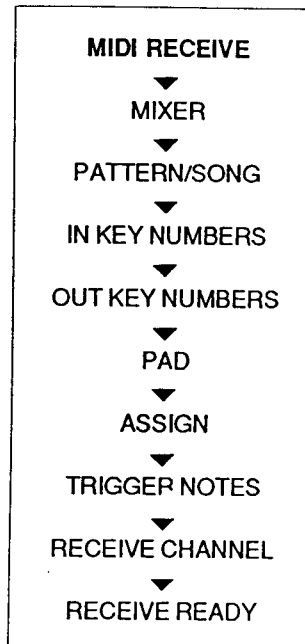 MIDI RECEIVE
MIXER
PATTERN/SONG
IN KEY NUMBERS
OUT KEY NUMBERS
PAD
ASSIGN
TRIGGER NOTES
RECEIVE CHANNEL
RECEIVE READY